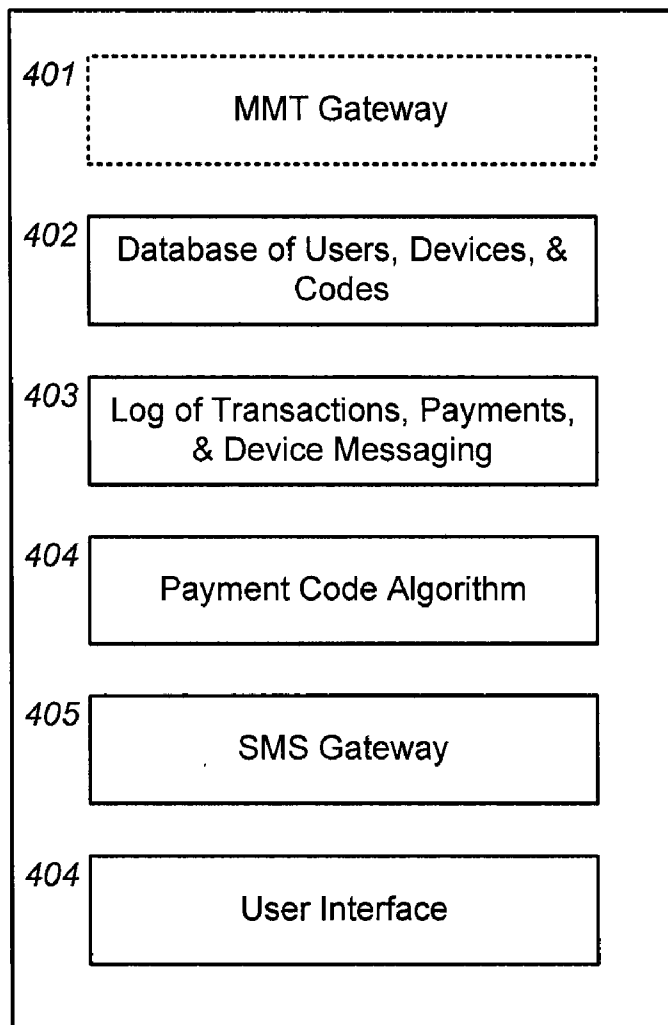 401
MMT Gateway
402
Database of Users, Devices, &
Codes
403
Log of Transactions, Payments,
& Device Messaging
404
Payment Code Algorithm
405
SMS Gateway
404
User Interface